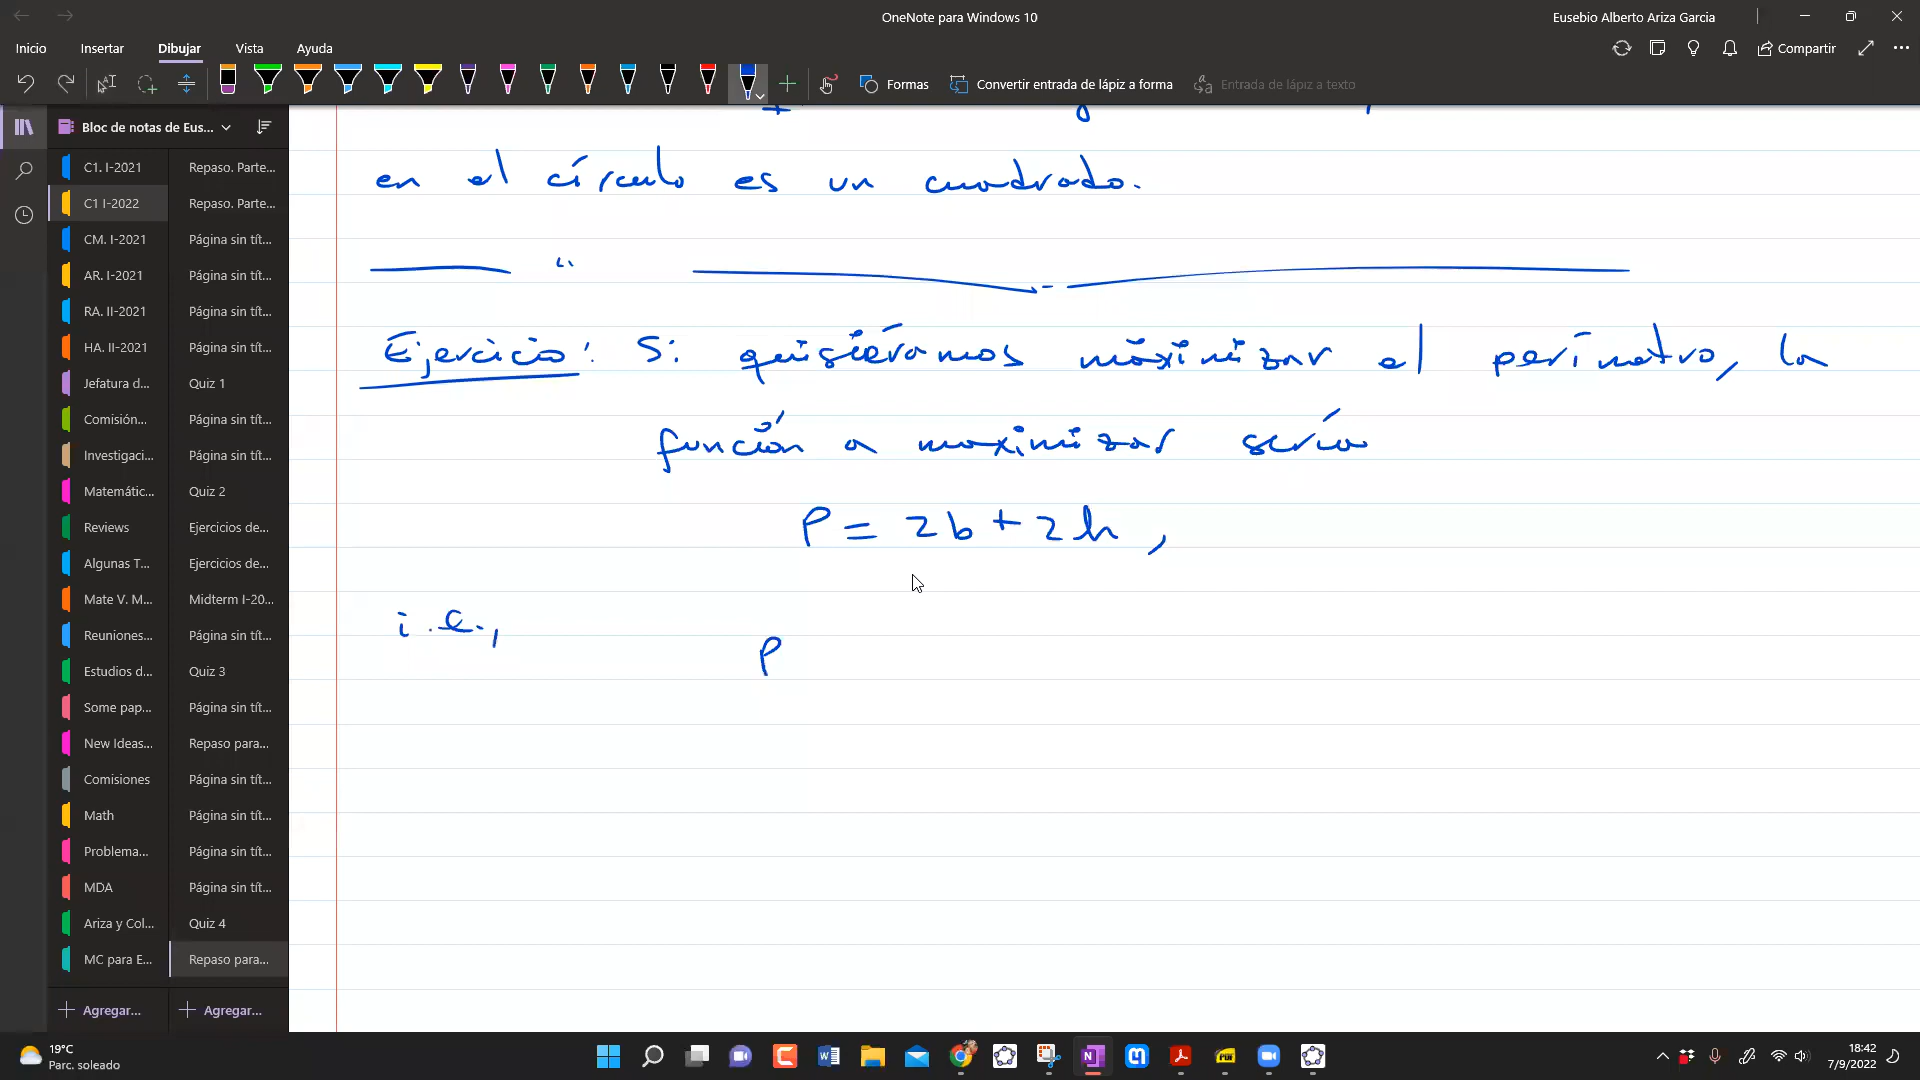 OneNote para Windows 10
Eusebio Alberto Ariza Garcia
Inicio Insertar Dibujar Vista Ayuda
Compartir
Formas
Convertir entrada de lápiz a forma
Entrada de lápiz a texto
Bloc de notas de Eus...
C1. I-2021
C1 I-2022
CM. I-2021
AR. I-2021
RA. II-2021
HA. II-2021
Jefatura d...
Comisión...
Investigaci...
Matemátic...
Reviews
Algunas T...
Mate V. M...
Reuniones...
Estudios d...
Some pap...
New Ideas...
Comisiones
Math
Problema...
MDA
Ariza y Col...
MC para E...
Agregar...
Repaso. Parte...
Repaso. Parte...
Página sin tít...
Página sin tít...
Página sin tít...
Página sin tít...
Quiz 1
Página sin tít...
Página sin tít...
Quiz 2
Ejercicios de...
Ejercicios de...
Midterm I-20...
Página sin tít...
Quiz 3
Página sin tít...
Repaso para...
Página sin tít...
Página sin tít...
Página sin tít...
Página sin tít...
Quiz 4
Repaso para...
Agregar...
en el círculo es un cuadrado.
Ejercicio: Si quisiéramos máximizar el perímetro, la
función a maximizar sería
P = 2b + 2h ,
i.e.,
P
19°C
Parc. soleado
18:42
7/9/2022